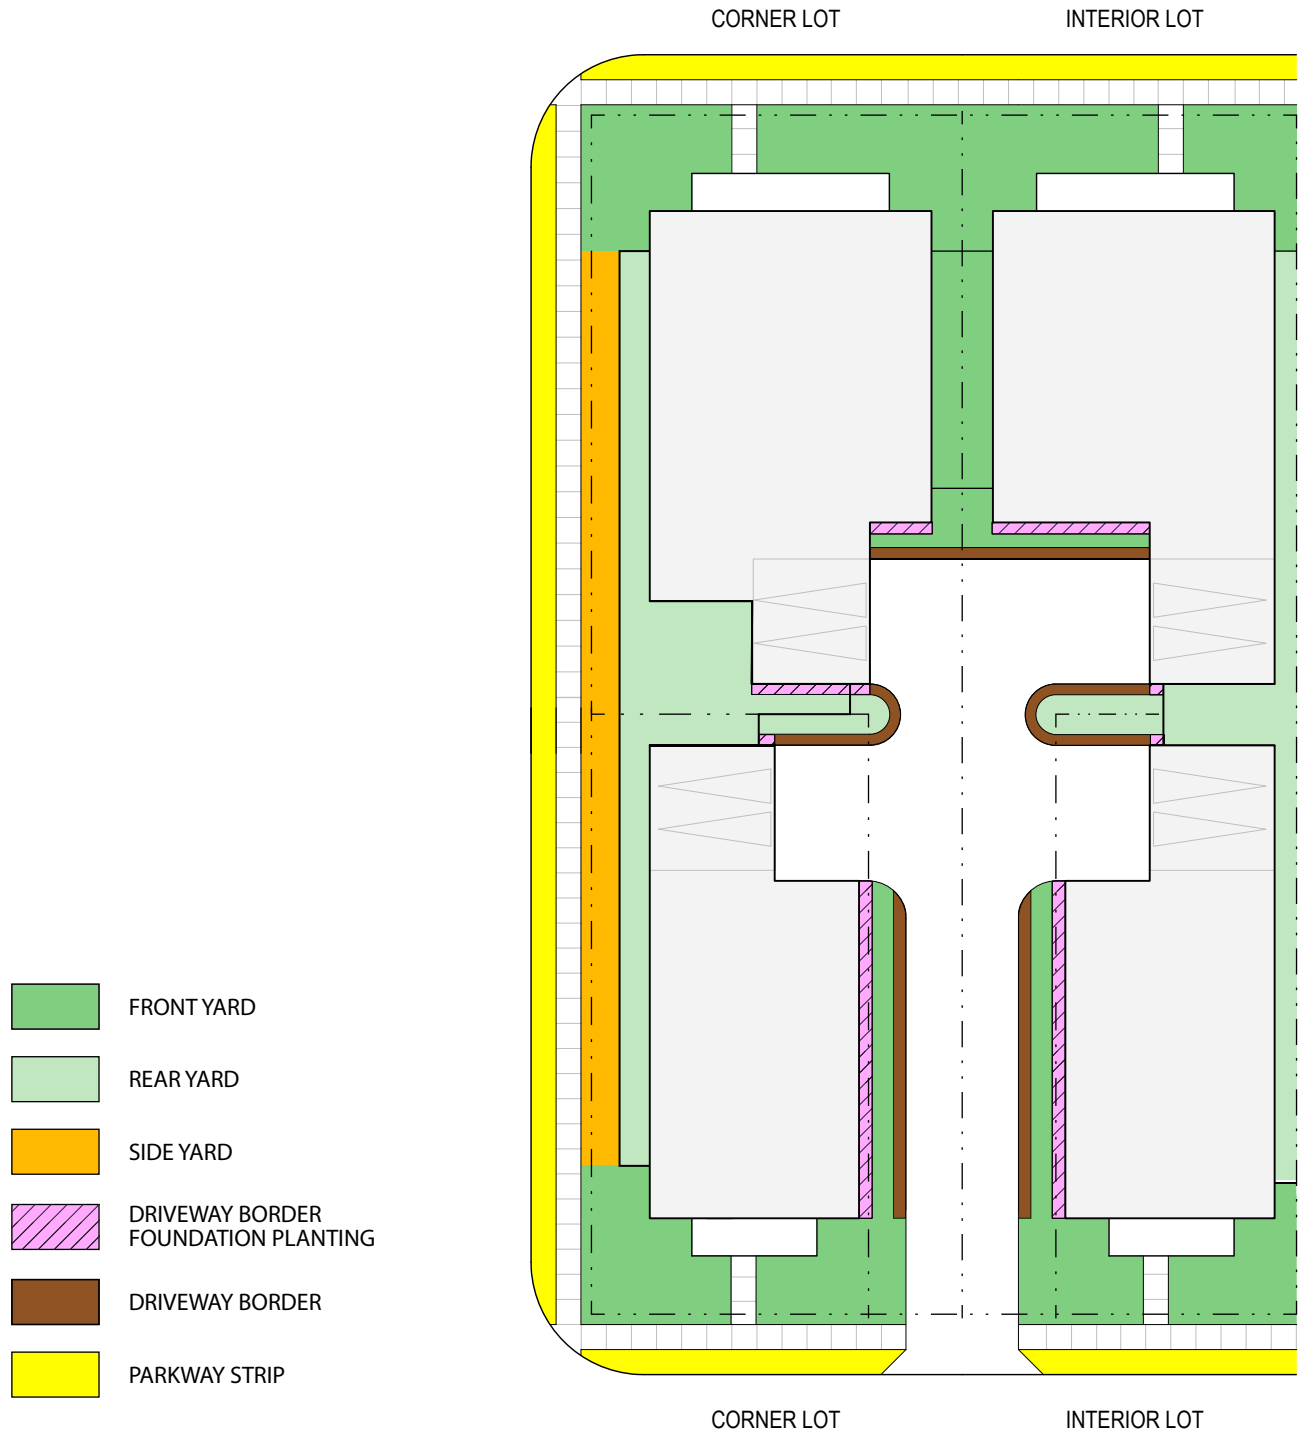 CORNER LOT
INTERIOR LOT
FRONT YARD
REAR YARD
SIDE YARD
DRIVEWAY BORDER
FOUNDATION PLANTING
DRIVEWAY BORDER
PARKWAY STRIP
CORNER LOT
INTERIOR LOT